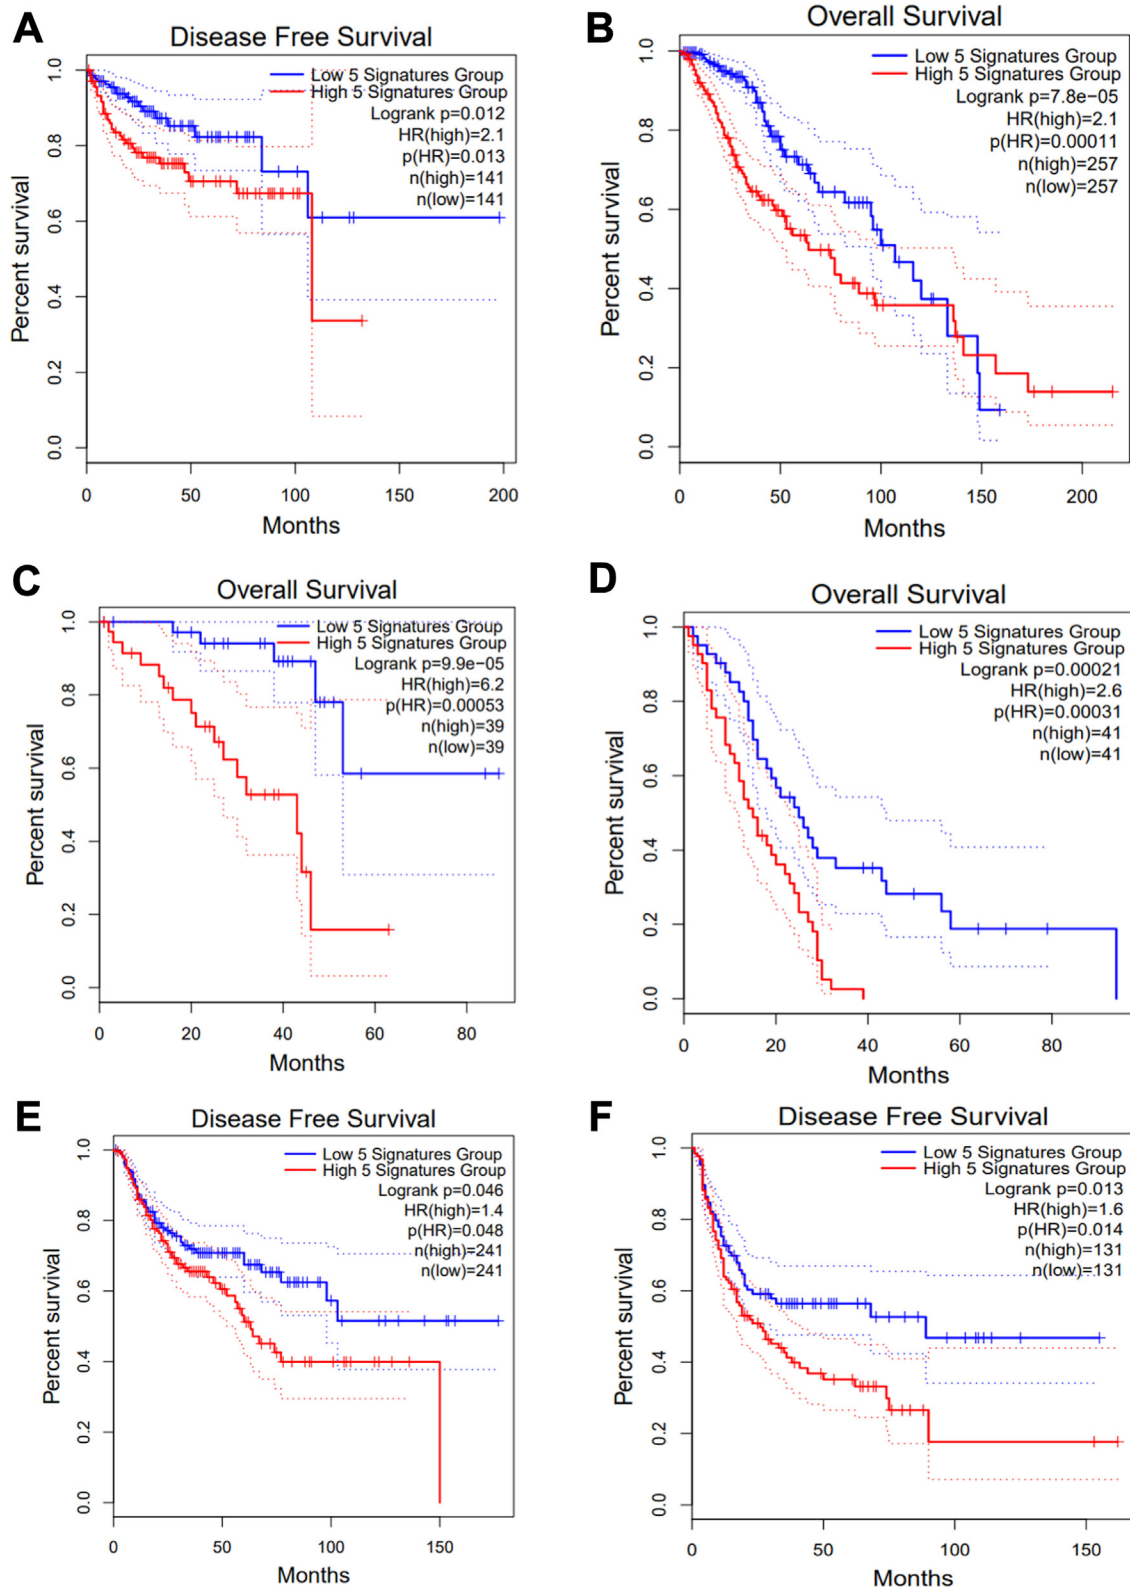 A
Disease Free Survival
Low 5 Signatures Group
High 5 Signatures Group
Logrank p=0.012
HR(high)=2.1
p(HR)=0.013
n(high)=141
n(low)=141
Percent survival
1.0
0.8
0.6
0.4
0.2
0.0
0 50 100 150 200
Months
B
Overall Survival
Low 5 Signatures Group
High 5 Signatures Group
Logrank p=7.8e-05
HR(high)=2.1
p(HR)=0.00011
n(high)=257
n(low)=257
Percent survival
1.0
0.8
0.6
0.4
0.2
0.0
0 50 100 150 200
Months
C
Overall Survival
Low 5 Signatures Group
High 5 Signatures Group
Logrank p=9.9e-05
HR(high)=6.2
p(HR)=0.00053
n(high)=39
n(low)=39
Percent survival
1.0
0.8
0.6
0.4
0.2
0.0
0 20 40 60 80
Months
D
Overall Survival
Low 5 Signatures Group
High 5 Signatures Group
Logrank p=0.00021
HR(high)=2.6
p(HR)=0.00031
n(high)=41
n(low)=41
Percent survival
1.0
0.8
0.6
0.4
0.2
0.0
0 20 40 60 80
Months
E
Disease Free Survival
Low 5 Signatures Group
High 5 Signatures Group
Logrank p=0.046
HR(high)=1.4
p(HR)=0.048
n(high)=241
n(low)=241
Percent survival
1.0
0.8
0.6
0.4
0.2
0.0
0 50 100 150
Months
F
Disease Free Survival
Low 5 Signatures Group
High 5 Signatures Group
Logrank p=0.013
HR(high)=1.6
p(HR)=0.014
n(high)=131
n(low)=131
Percent survival
1.0
0.8
0.6
0.4
0.2
0.0
0 50 100 150
Months